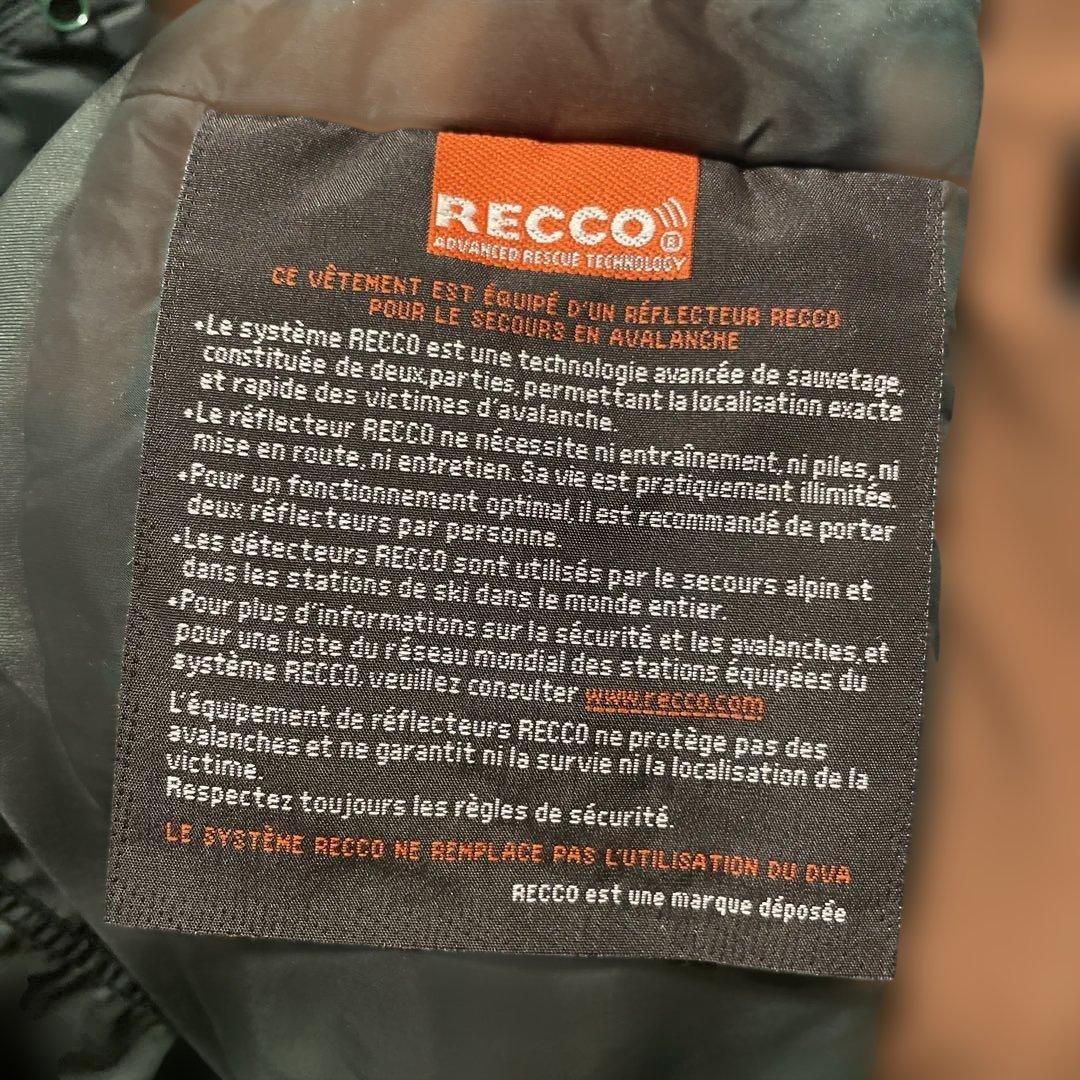 RECCO®
ADVANCED RESCUE TECHNOLOGY
CE VÊTEMENT EST ÉQUIPÉ D'UN RÉFLECTEUR RECCO
POUR LE SECOURS EN AVALANCHE
•Le système RECCO est une technologie avancée de sauvetage,
constituée de deux,parties, permettant la localisation exacte
et rapide des victimes d'avalanche.
•Le réflecteur RECCO ne nécessite ni entraînement, ni piles, ni
mise en route, ni entretien. Sa vie est pratiquement illimitée.
•Pour un fonctionnement optimal, il est recommandé de porter
deux réflecteurs par personne.
•Les détecteurs RECCO sont utilisés par le secours alpin et
dans les stations de ski dans le monde entier.
•Pour plus d'informations sur la sécurité et les avalanches, et
pour une liste du réseau mondial des stations équipées du
système RECCO, veuillez consulter www.recco.com
L'équipement de réflecteurs RECCO ne protège pas des
avalanches et ne garantit ni la survie ni la localisation de la
victime.
Respectez toujours les règles de sécurité.
LE SYSTÈME RECCO NE REMPLACE PAS L'UTILISATION DU DVA
RECCO est une marque déposée